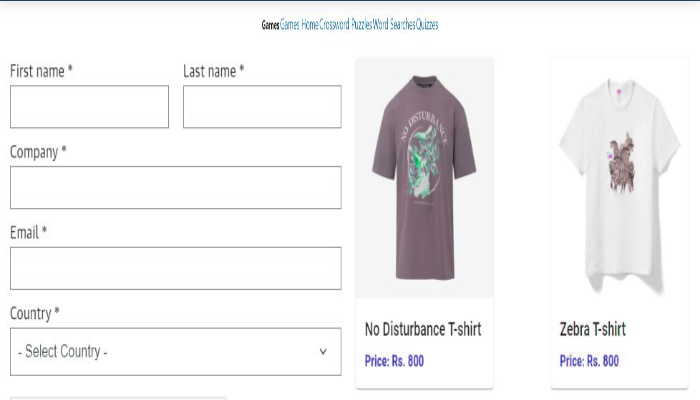 Games Games Home Crossword Puzzles Word Searches Quizzes
First name * Last name *
Company *
Email *
Country *
- Select Country -
NO DISTURBANCE
No Disturbance T-shirt
Price: Rs. 800
Zebra T-shirt
Price: Rs. 800